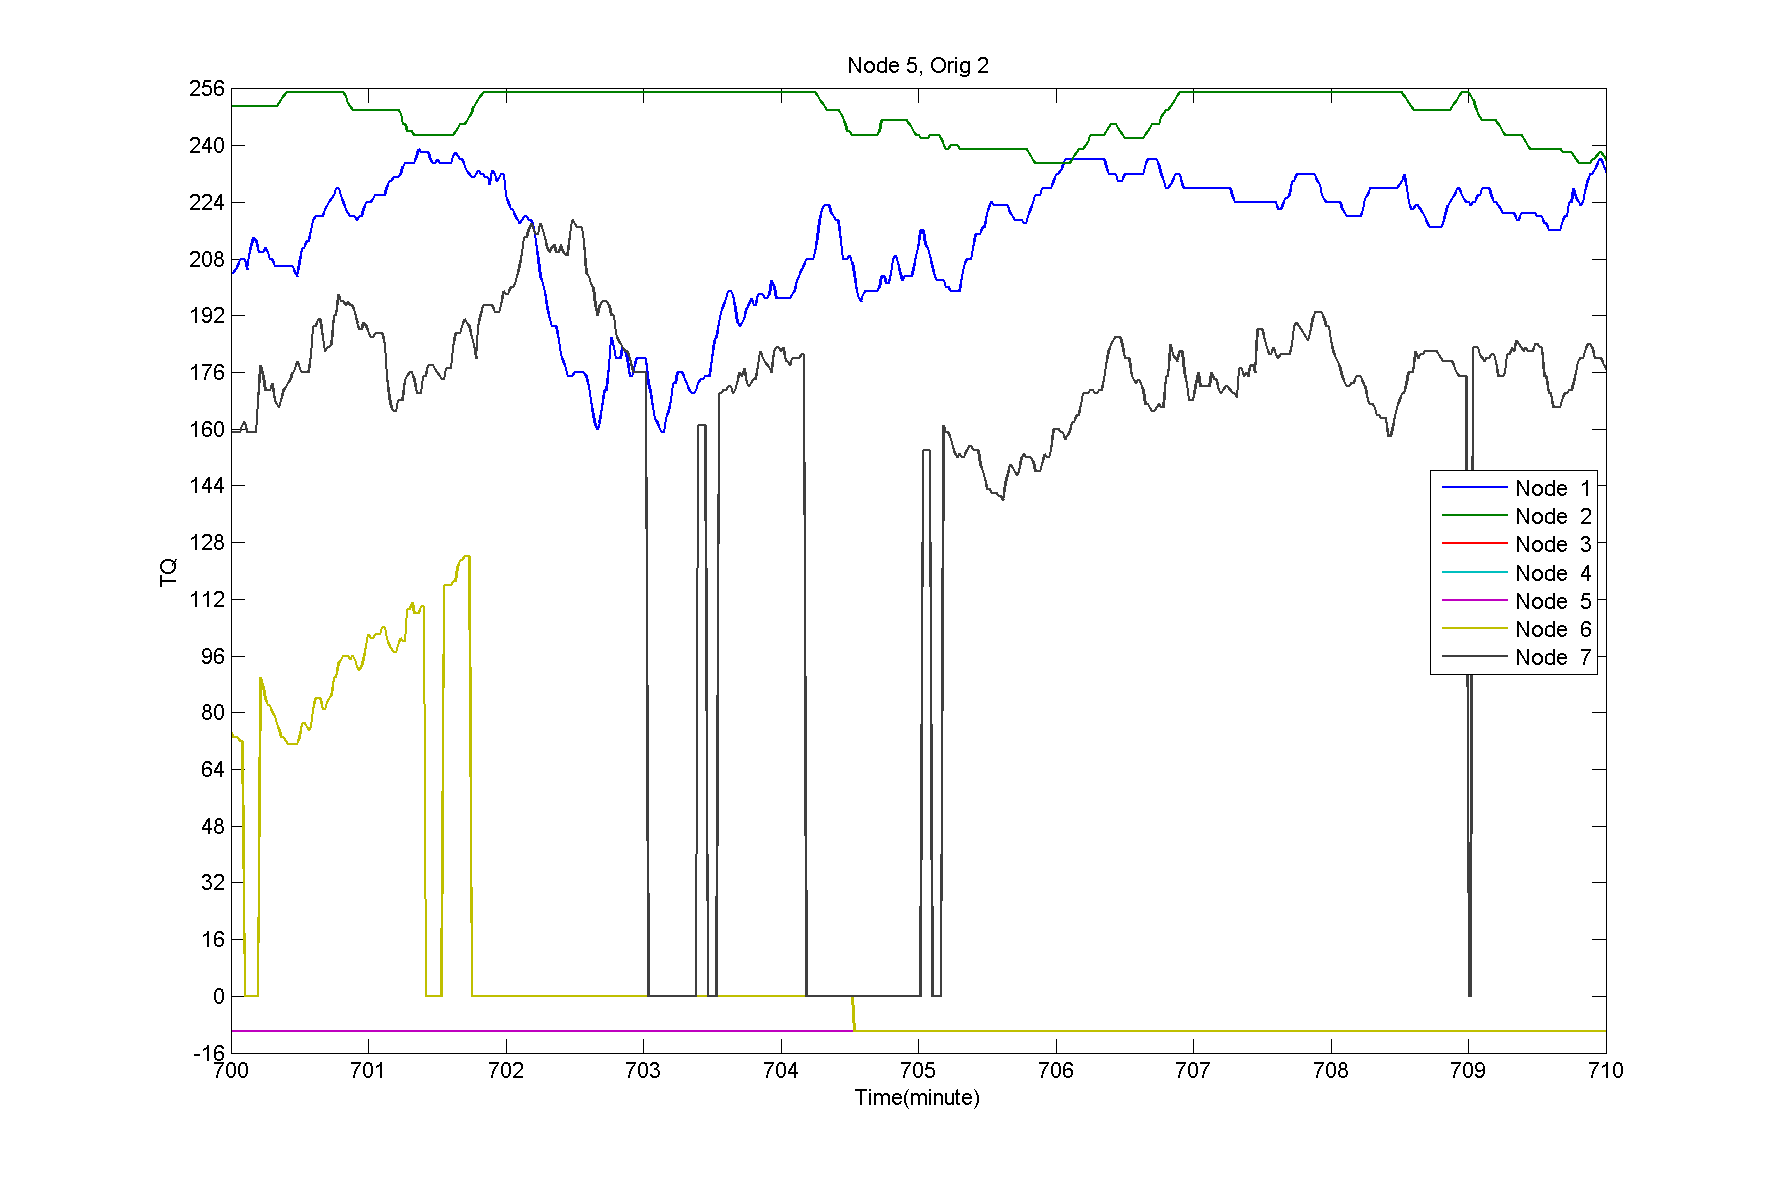 Node 5, Orig 2
256
240
224
208
192
176
160
144
128
112
96
80
64
48
32
16
0
-16
TQ
Node 1
Node 2
Node 3
Node 4
Node 5
Node 6
Node 7
700 701 702 703 704 705 706 707 708 709 710
Time(minute)